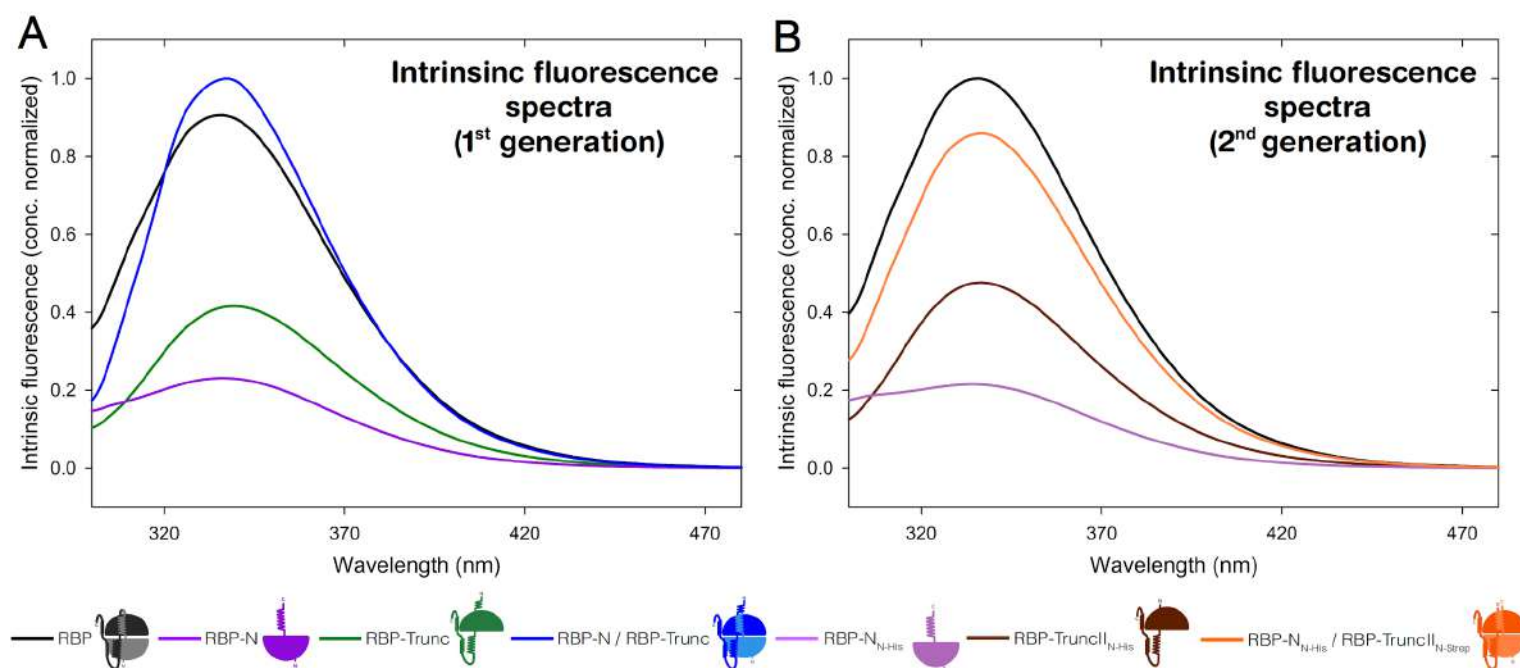 A
Intrinsinc fluorescence
spectra
(1st generation)
Intrinsic fluorescence (conc. normalized)
1.0
0.8
0.6
0.4
0.2
0.0
320
370
420
470
Wavelength (nm)
B
Intrinsinc fluorescence
spectra
(2nd generation)
Intrinsic fluorescence (conc. normalized)
1.0
0.8
0.6
0.4
0.2
0.0
320
370
420
470
Wavelength (nm)
RBP
RBP-N
RBP-Trunc
RBP-N / RBP-Trunc
RBP-NN-His
RBP-TruncIIN-His
RBP-NN-His / RBP-TruncIIN-Strep